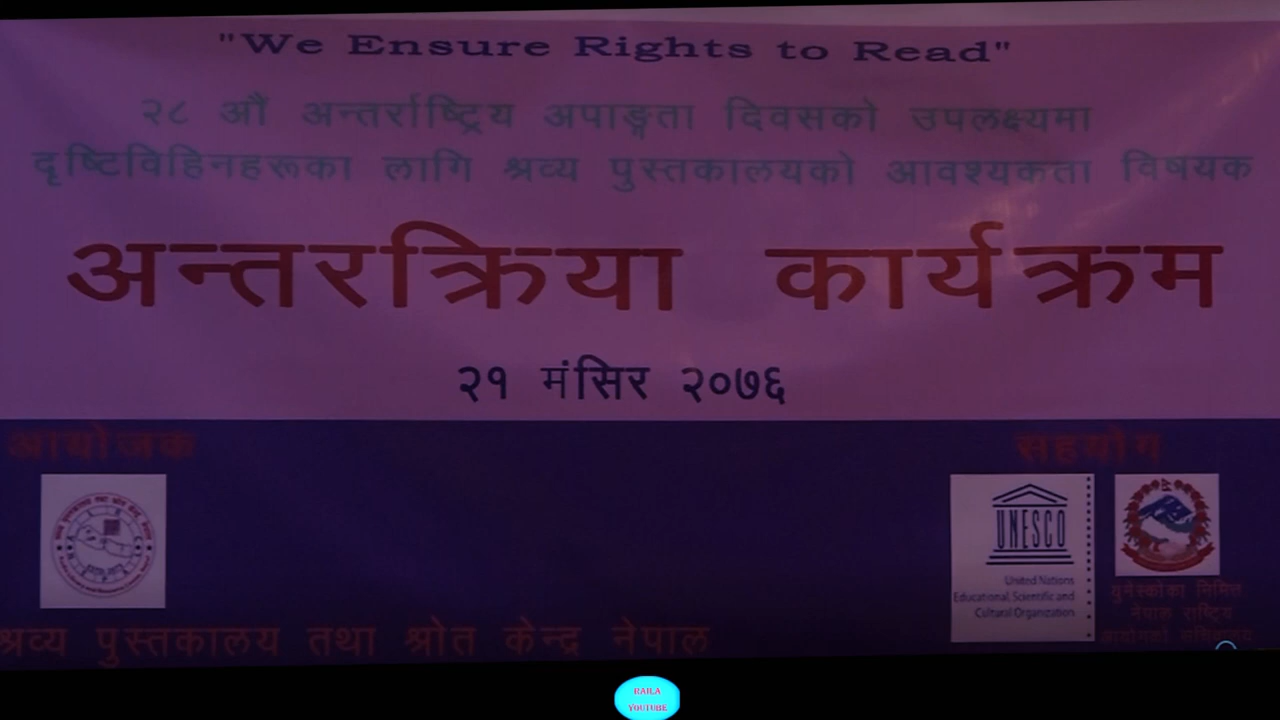 "We Ensure Rights to Read"
२८ औं अन्तर्राष्ट्रिय अपाङ्गता दिवसको उपलक्ष्यमा
दृष्टिविहिनहरूका लागि श्रव्य पुस्तकालयको आवश्यकता विषयक
अन्तरक्रिया कार्यक्रम
२१ मंसिर २०७६
आयोजक
सहयोग
UNESCO
United Nations
Educational, Scientific and
Cultural Organization
युनेस्कोका निमित्त
नेपाल राष्ट्रिय
श्रव्य पुस्तकालय तथा श्रोत केन्द्र नेपाल
RAILA
YOUTUBE